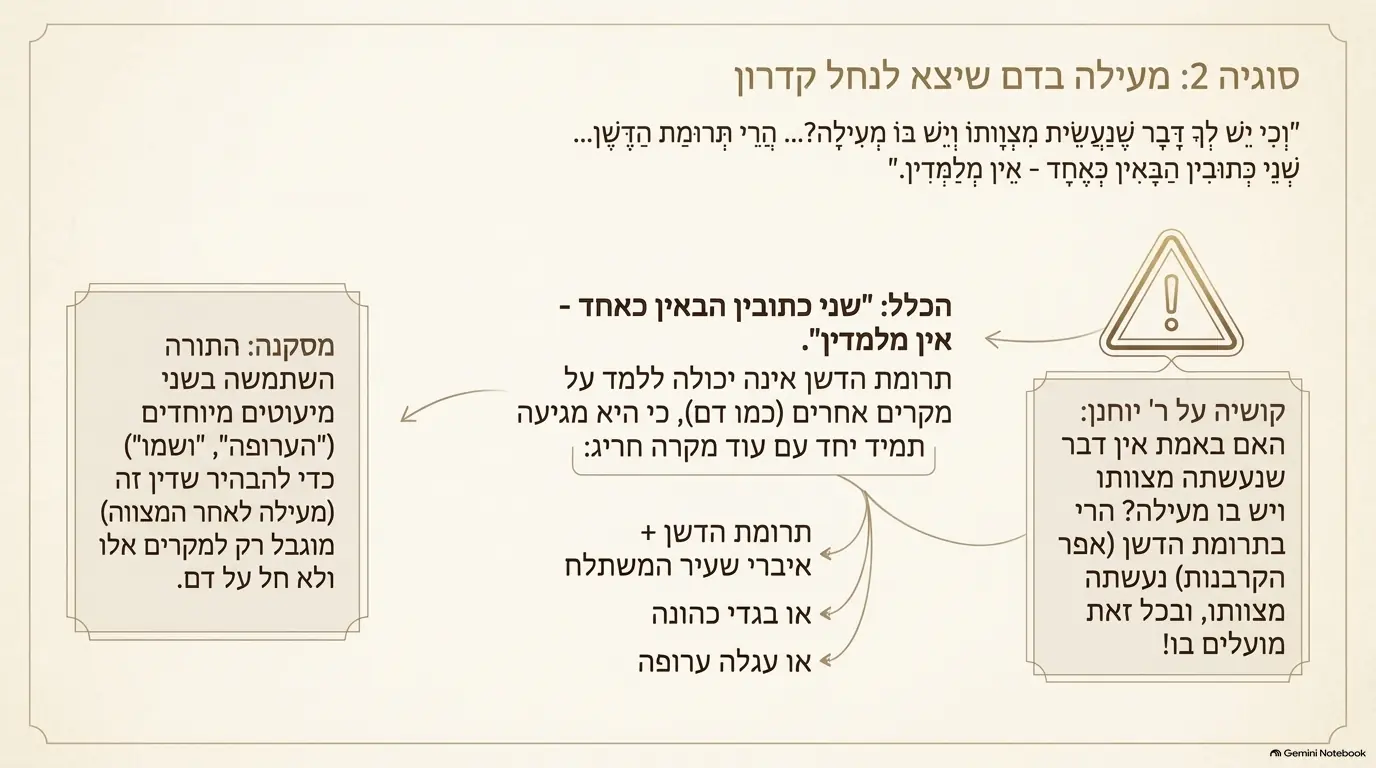 סוגיה 2: מעילה בדם שיצא לנחל קדרון
"וְכִי יֵשׁ לְךָ דָּבָר שֶׁנַעֲשֵׂית מִצְוָותוֹ וְיֵשׁ בּוֹ מְעִילָה?... הֲרֵי תְּרוּמַת הַדֶּשֶׁן...
שְׁנֵי כְּתוּבִין הַבָּאִין כְּאֶחָד - אֵין מְלַמְּדִין."
קושיה על ר' יוחנן:
האם באמת אין דבר
שנעשתה מצוותו
ויש בו מעילה? הרי
בתרומת הדשן (אפר
הקרבנות) נעשתה
מצוותו, ובכל זאת
מועלים בו!
הכלל: "שני כתובין הבאין כאחד -
אין מלמדין".
תרומת הדשן אינה יכולה ללמד על
מקרים אחרים (כמו דם), כי היא מגיעה
תמיד יחד עם עוד מקרה חריג:
תרומת הדשן +
איברי שעיר המשתלח
או בגדי כהונה
או עגלה ערופה
מסקנה: התורה
השתמשה בשני
מיעוטים מיוחדים
("הערופה", "ושמו")
כדי להבהיר שדין זה
(מעילה לאחר המצווה)
מוגבל רק למקרים אלו
ולא חל על דם.
Gemini Notebook